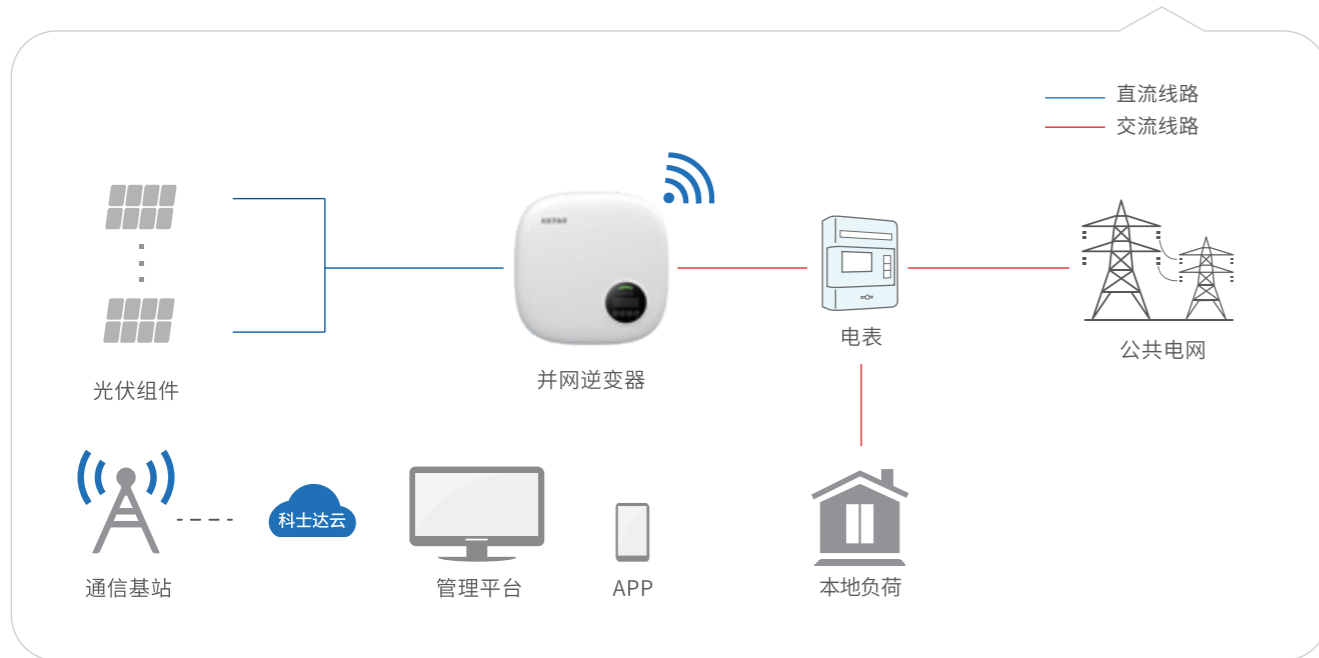 直流线路
交流线路
KSTAR
光伏组件
并网逆变器
电表
公共电网
科士达云
通信基站
管理平台
APP
本地负荷